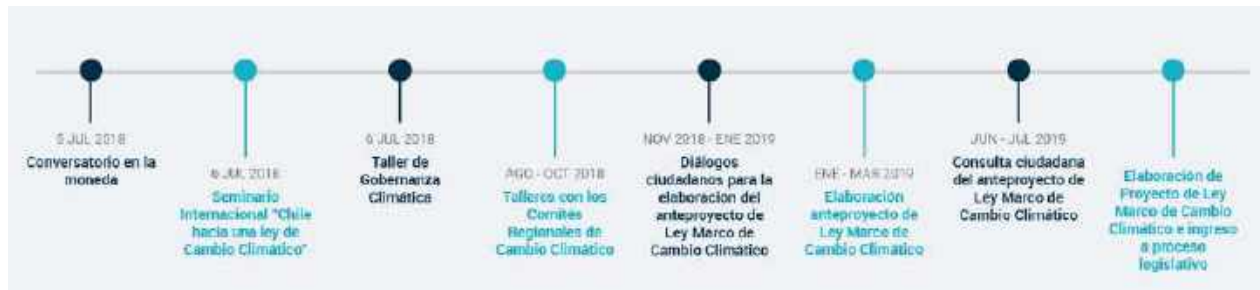 5 JUL 2018
Conversatorio en la
moneda
6 JUL 2018
Seminario
Internacional "Chile
hacia una ley de
Cambio Climático"
6 JUL 2018
Taller de
Gobernanza
Climática
AGO - OCT 2018
Talleres con los
Comités
Regionales de
Cambio Climático
NOV 2018 - ENE 2019
Diálogos
ciudadanos para la
elaboracion del
anteproyecto de
Ley Marco de
Cambio Climático
ENE - MAR 2019
Elaboración
anteproyecto de
Ley Marco de
Cambio Climático
JUN - JUL 2019
Consulta ciudadana
del anteproyecto de
Ley Marco de
Cambio Climático
Elaboración de
Proyecto de Ley
Marco de Cambio
Climático e ingreso
a proceso
legislativo